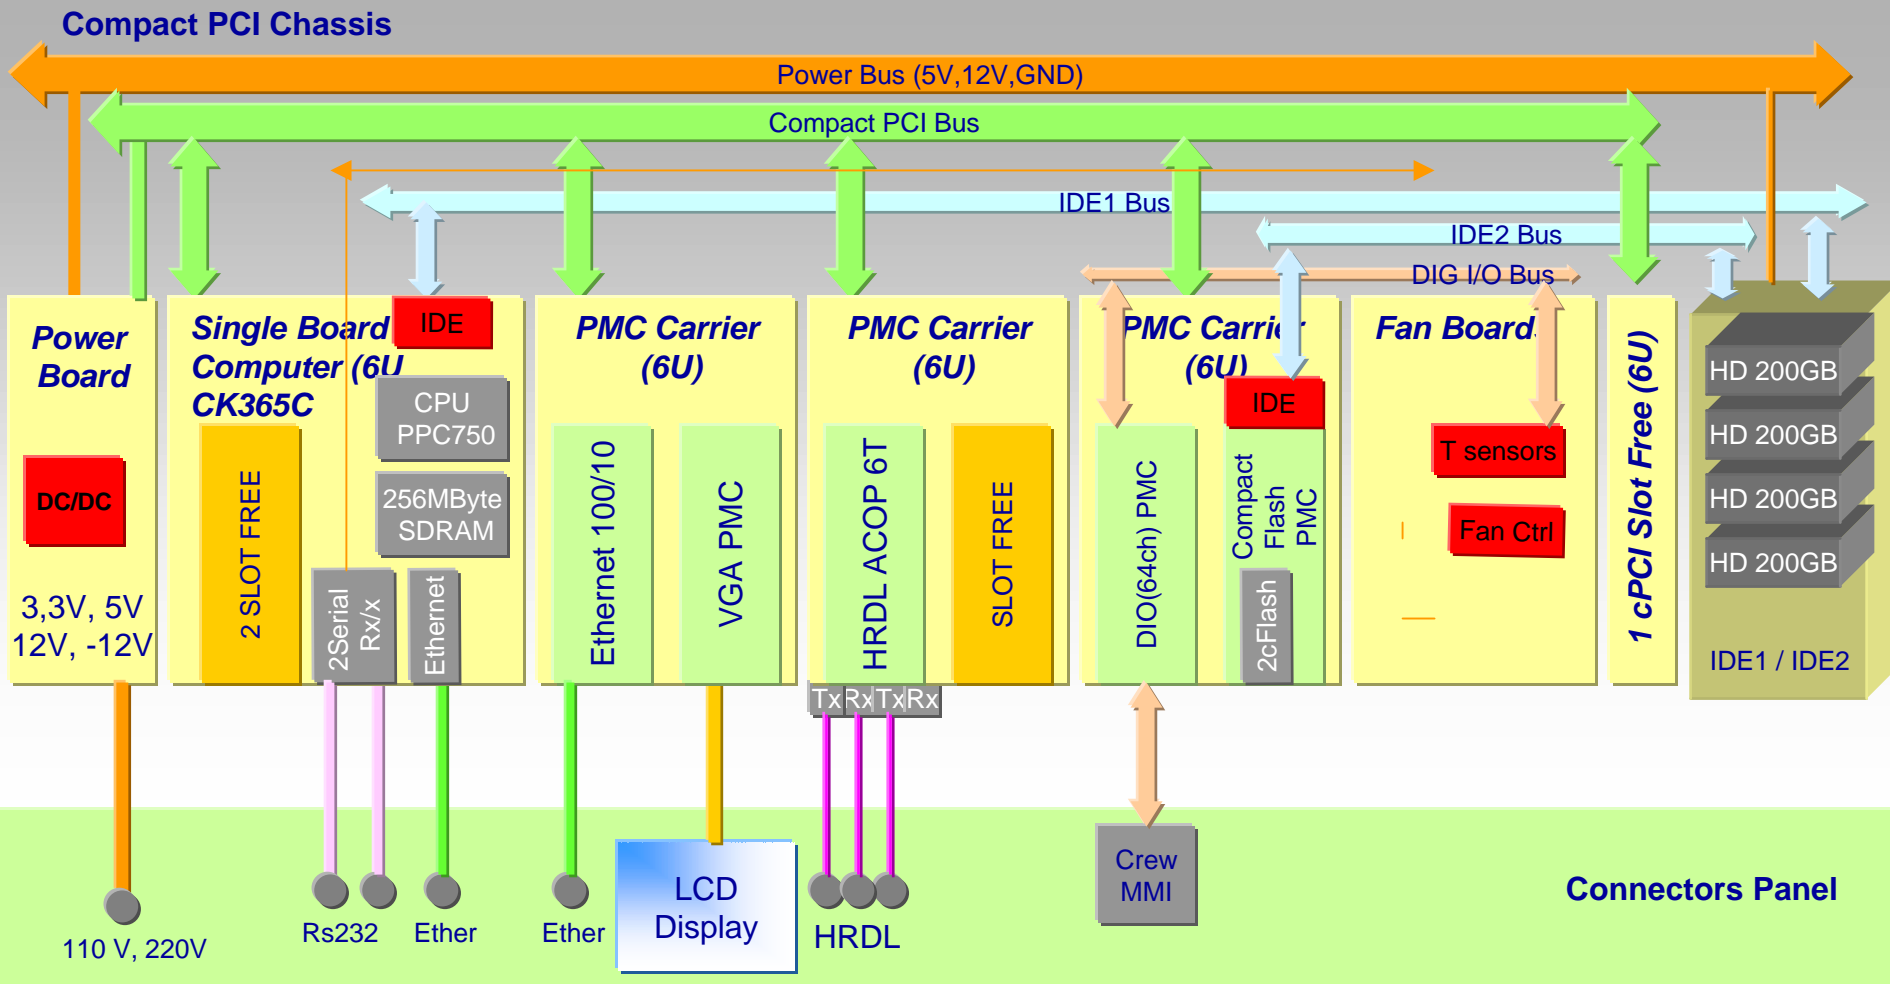 Compact PCI Chassis
Power Bus (5V,12V,GND)
Compact PCI Bus
IDE1 Bus
IDE2 Bus
DIG I/O Bus
Power
Board
DC/DC
3,3V, 5V
12V, -12V
Single Board
Computer (6U
CK365C
IDE
CPU
PPC750
256MByte
SDRAM
2 SLOT FREE
2Serial
Rx/x
Ethernet
PMC Carrier
(6U)
Ethernet 100/10
VGA PMC
PMC Carrier
(6U)
HRDL ACOP 6T
SLOT FREE
Tx Rx Tx Rx
PMC Carrier
(6U)
IDE
DIO(64ch) PMC
Compact
Flash
PMC
2cFlash
Fan Boards
T sensors
Fan Ctrl
1 cPCI Slot Free (6U)
HD 200GB
HD 200GB
HD 200GB
HD 200GB
IDE1 / IDE2
110 V, 220V
Rs232
Ether
Ether
LCD
Display
HRDL
Crew
MMI
Connectors Panel